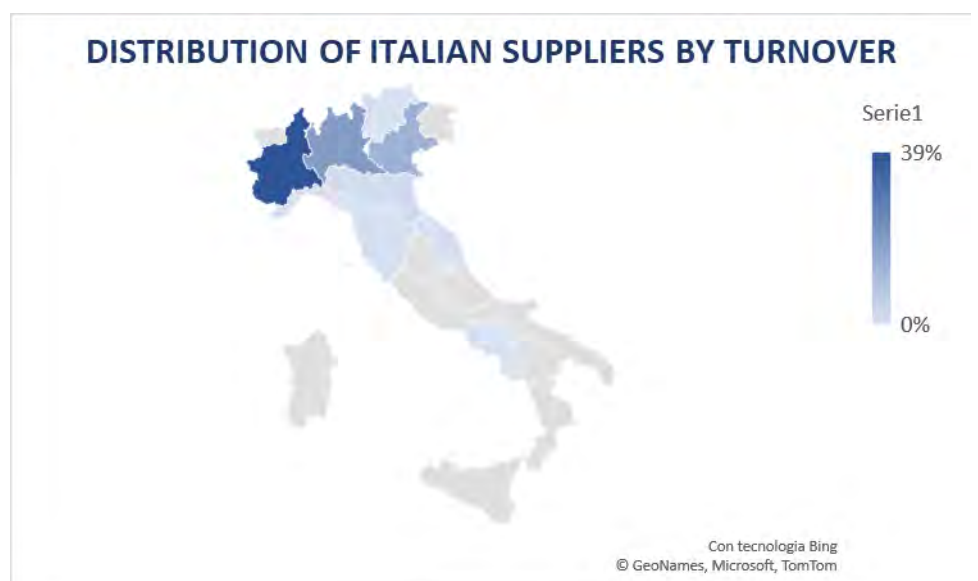 DISTRIBUTION OF ITALIAN SUPPLIERS BY TURNOVER
Serie1
39%
0%
Con tecnologia Bing
© GeoNames, Microsoft, TomTom